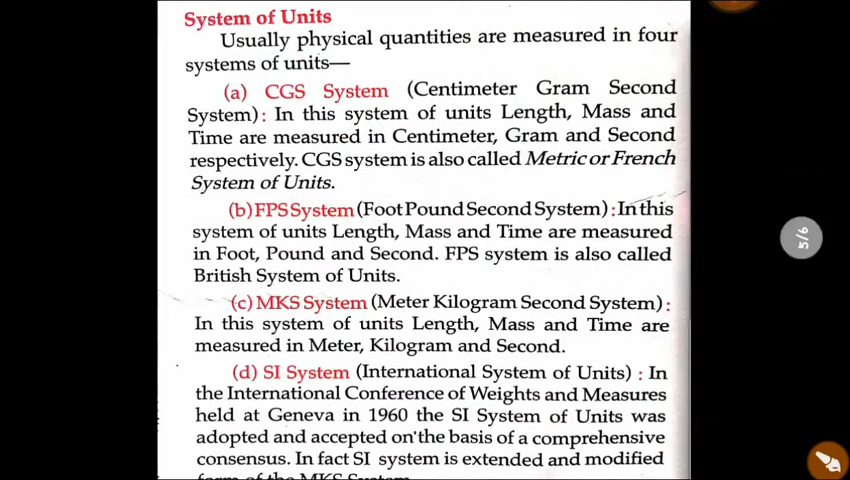 System of Units
Usually physical quantities are measured in four
systems of units—
(a) CGS System (Centimeter Gram Second
System): In this system of units Length, Mass and
Time are measured in Centimeter, Gram and Second
respectively. CGS system is also called Metric or French
System of Units.
(b) FPS System (Foot Pound Second System) : In this
system of units Length, Mass and Time are measured
in Foot, Pound and Second. FPS system is also called
British System of Units.
(c) MKS System (Meter Kilogram Second System) :
In this system of units Length, Mass and Time are
measured in Meter, Kilogram and Second.
(d) SI System (International System of Units) : In
the International Conference of Weights and Measures
held at Geneva in 1960 the SI System of Units was
adopted and accepted on the basis of a comprehensive
consensus. In fact SI system is extended and modified
form of the MKS System.
5/6